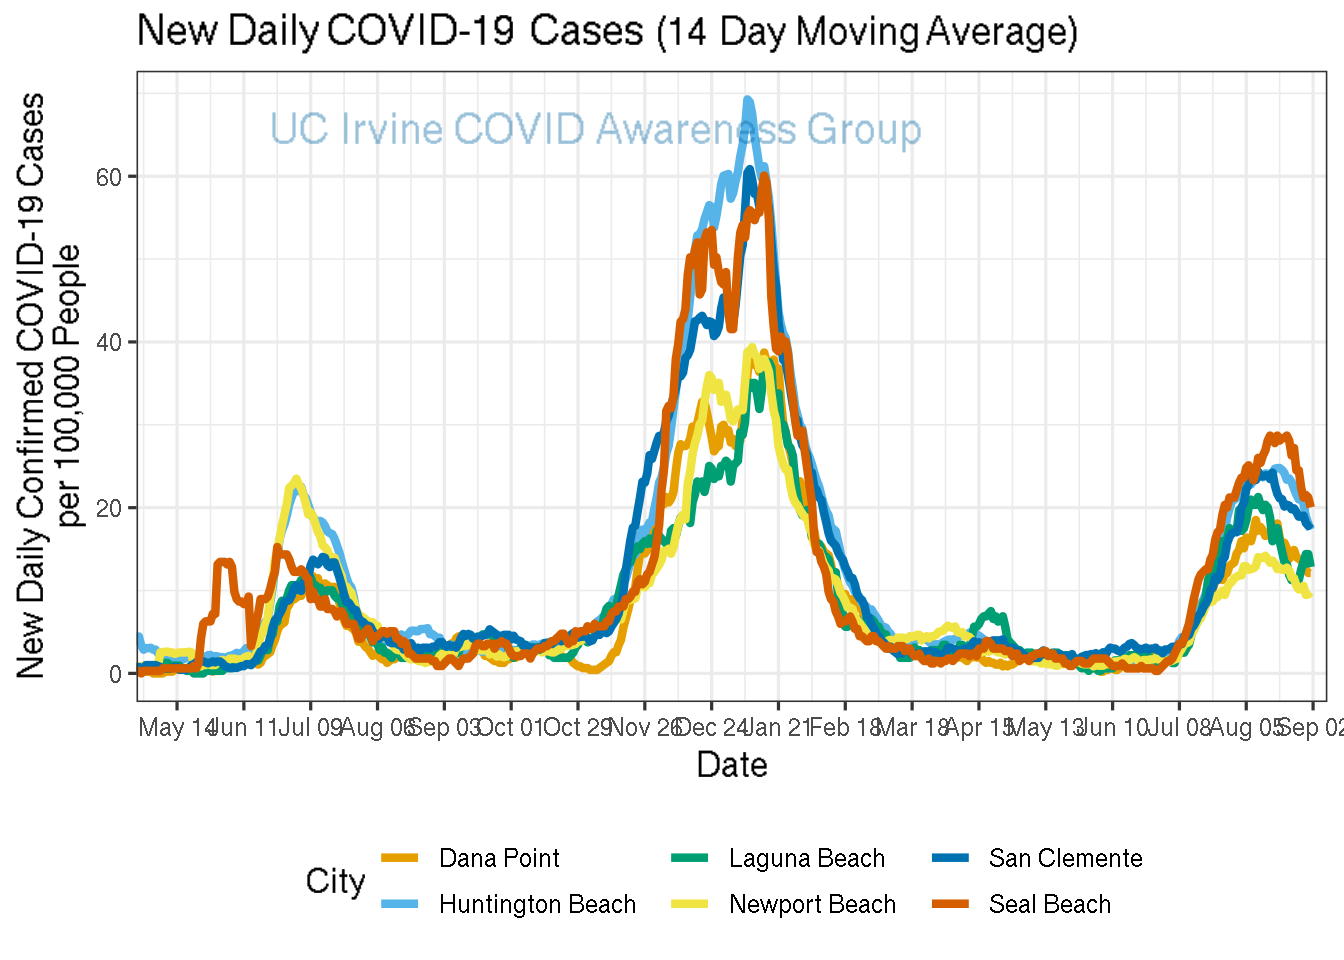 New Daily COVID-19 Cases (14 Day Moving Average)
UC Irvine COVID Awareness Group
New Daily Confirmed COVID-19 Cases
per 100,000 People
60
40
20
0
May 14 Jun 11 Jul 09 Aug 06 Sep 03 Oct 01 Oct 29 Nov 26 Dec 24 Jan 21 Feb 18 Mar 18 Apr 15 May 13 Jun 10 Jul 08 Aug 05 Sep 02
Date
City
Dana Point Laguna Beach San Clemente
Huntington Beach Newport Beach Seal Beach